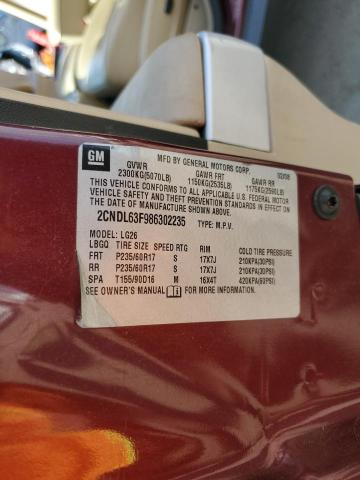 GM
MFD BY GENERAL MOTORS CORP. 02/08
GVWR GAWR FRT GAWR RR
2300KG(5070LB) 1150KG(2535LB) 1175KG(2590LB)
THIS VEHICLE CONFORMS TO ALL APPLICABLE U.S. FEDERAL MOTOR
VEHICLE SAFETY AND THEFT PREVENTION STANDARDS IN EFFECT ON
THE DATE OF MANUFACTURE SHOWN ABOVE.
2CNDL63F986302235 TYPE: M.P.V.
MODEL: LG26
LBGQ TIRE SIZE SPEED RTG RIM COLD TIRE PRESSURE
FRT P235/60R17 S 17X7J 210KPA(30PSI)
RR P235/60R17 S 17X7J 210KPA(30PSI)
SPA T155/90D16 M 16X4T 420KPA(60PSI)
SEE OWNER'S MANUAL FOR MORE INFORMATION.